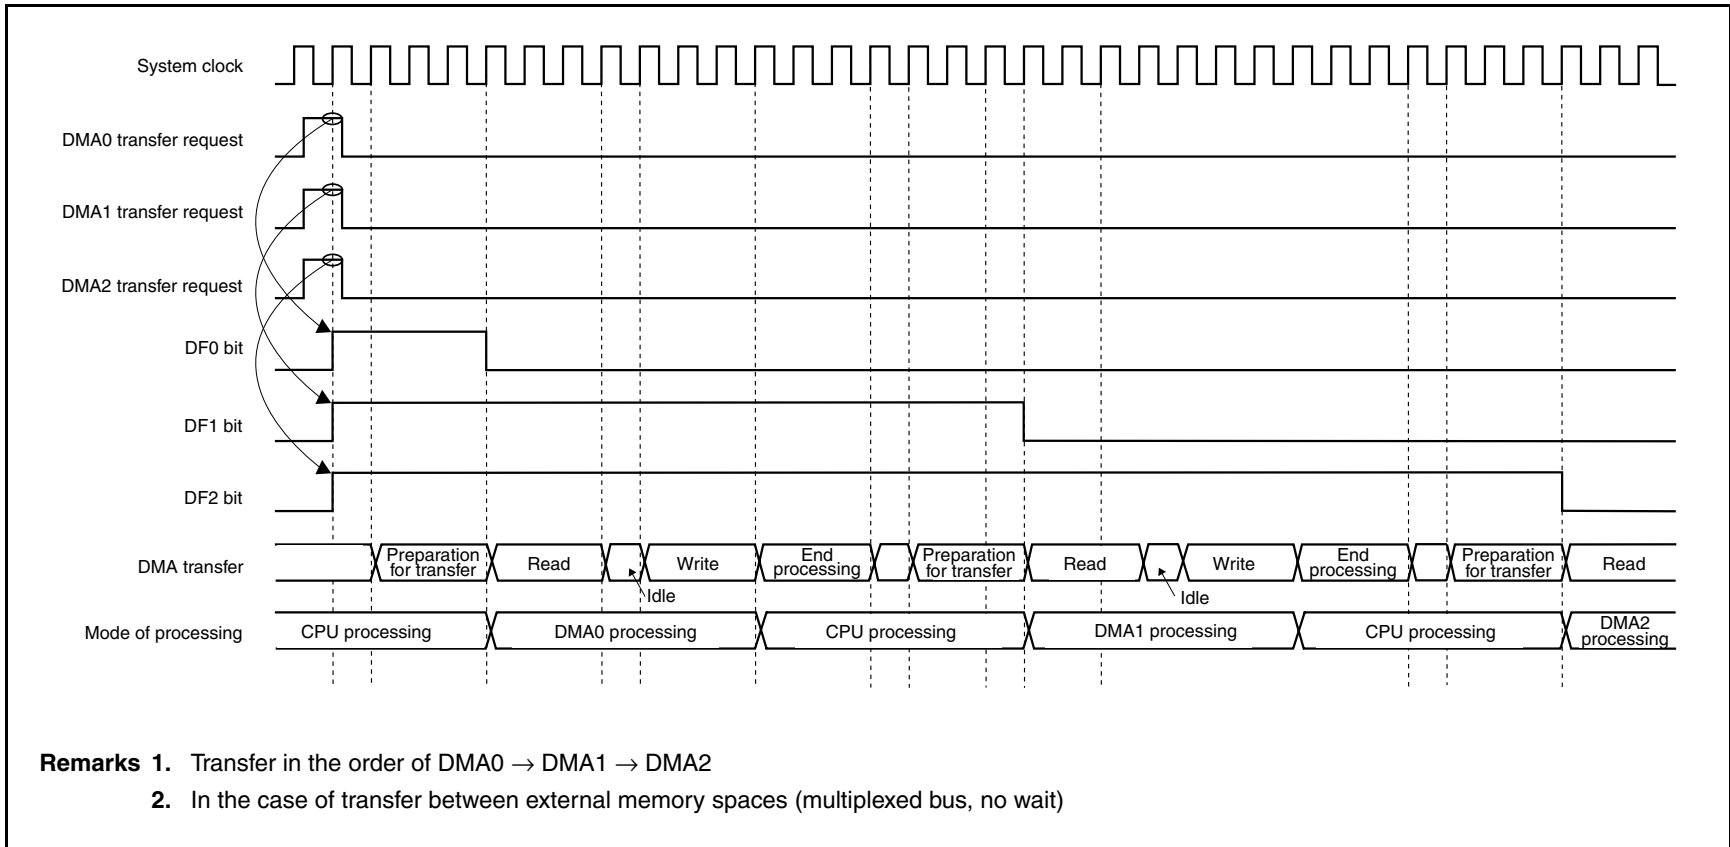 System clock
DMA0 transfer request
DMA1 transfer request
DMA2 transfer request
DF0 bit
DF1 bit
DF2 bit
DMA transfer
Preparation
for transfer
Read
Idle
Write
End
processing
Preparation
for transfer
Read
Idle
Write
End
processing
Preparation
for transfer
Read
Mode of processing
CPU processing
DMA0 processing
CPU processing
DMA1 processing
CPU processing
DMA2
processing
Remarks 1. Transfer in the order of DMA0 → DMA1 → DMA2
2. In the case of transfer between external memory spaces (multiplexed bus, no wait)